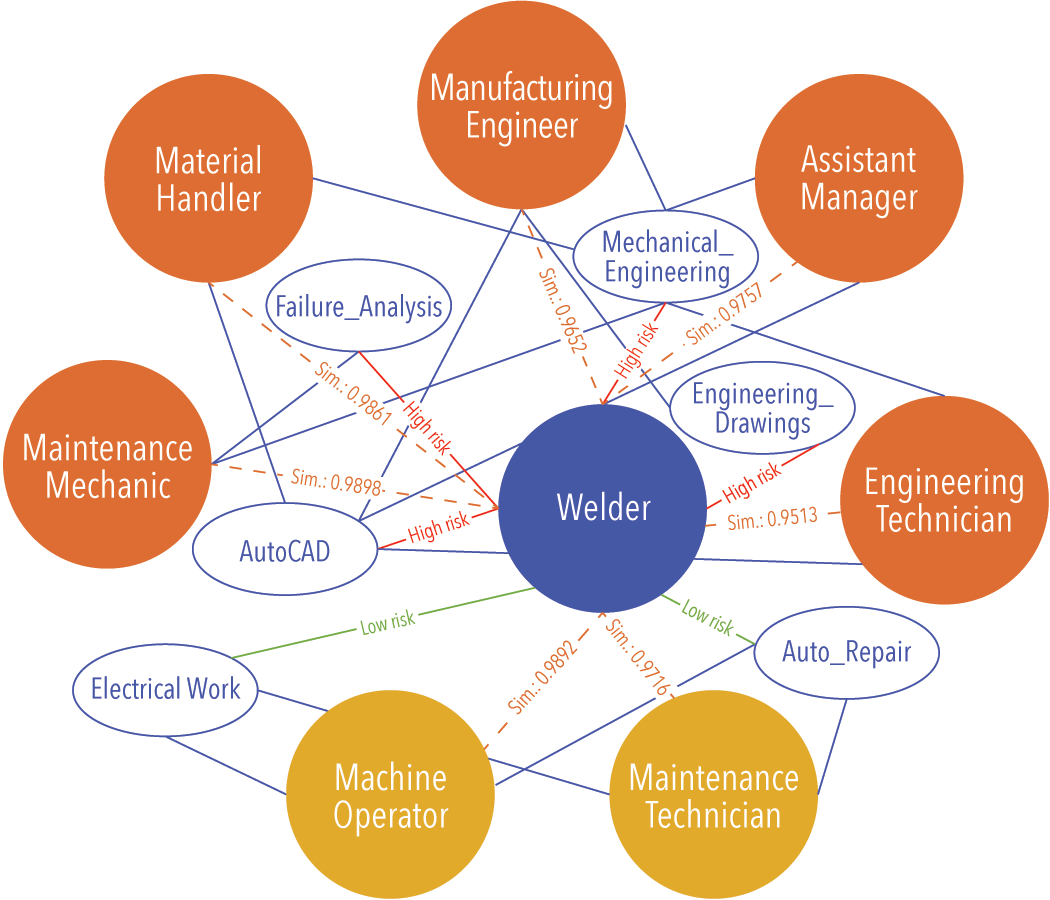 Manufacturing
Engineer
Material
Handler
Assistant
Manager
Mechanical_
Engineering
Failure_Analysis
Sim.: 0.9652
Sim.: 0.9757
High risk
Sim.: 0.9861
High risk
Engineering_
Drawings
Maintenance
Mechanic
Sim.: 0.9898
High risk
Welder
High risk
Sim.: 0.9513
Engineering
Technician
AutoCAD
Low risk
Low risk
Electrical Work
Sim.: 0.9892
Sim.: 0.9716
Auto_Repair
Machine
Operator
Maintenance
Technician